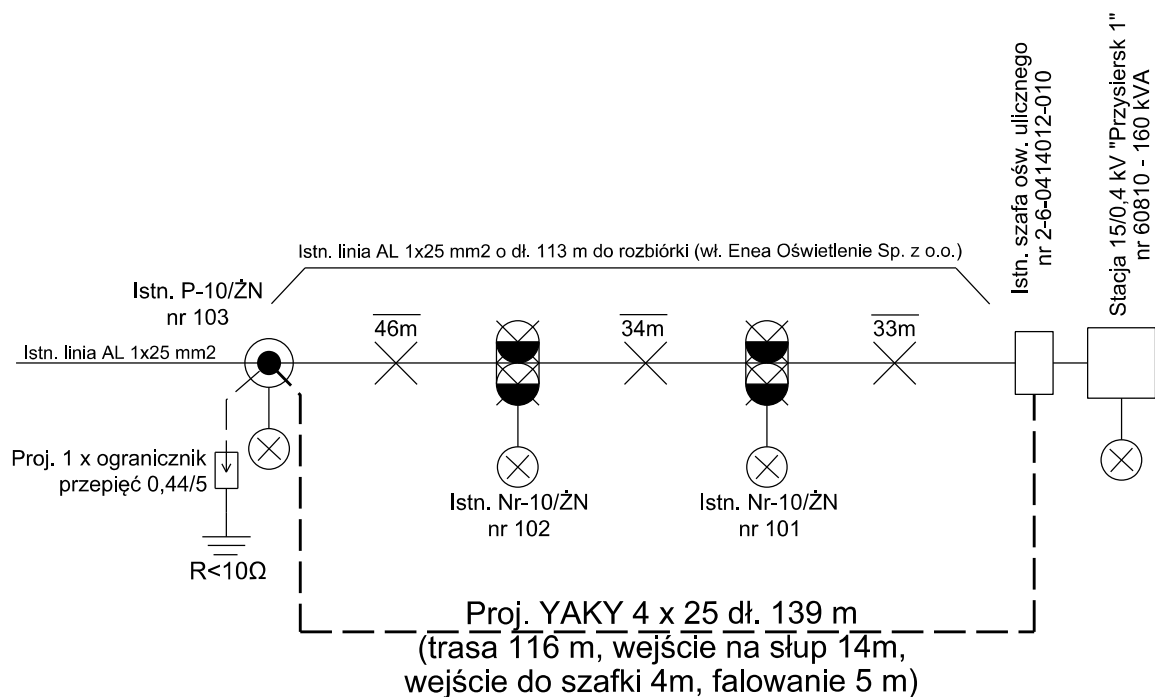 Istn. szafa ośw. ulicznego
nr 2-6-0414012-010
Stacja 15/0,4 kV "Przysiersk 1"
nr 60810 - 160 kVA
Istn. linia AL 1x25 mm2 o dł. 113 m do rozbiórki (wł. Enea Oświetlenie Sp. z o.o.)
Istn. P-10/ŻN
nr 103
46m
34m
33m
Istn. linia AL 1x25 mm2
Proj. 1 x ogranicznik
przepięć 0,44/5
R<10Ω
Istn. Nr-10/ŻN
nr 102
Istn. Nr-10/ŻN
nr 101
Proj. YAKY 4 x 25 dł. 139 m
(trasa 116 m, wejście na słup 14m,
wejście do szafki 4m, falowanie 5 m)